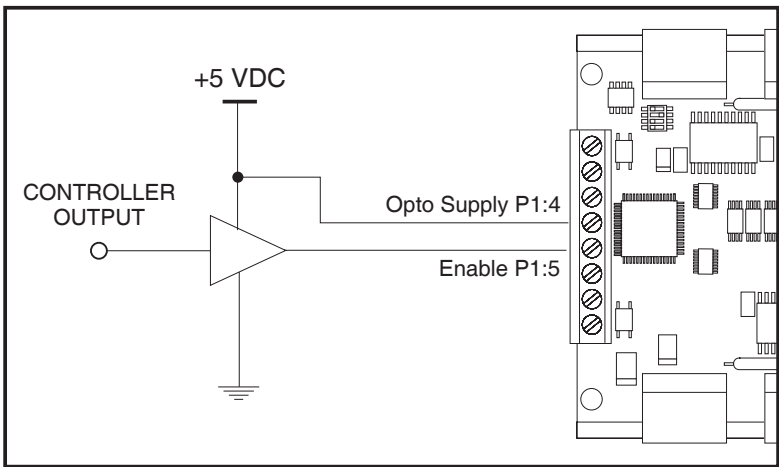 +5 VDC
CONTROLLER
OUTPUT
Opto Supply P1:4
Enable P1:5